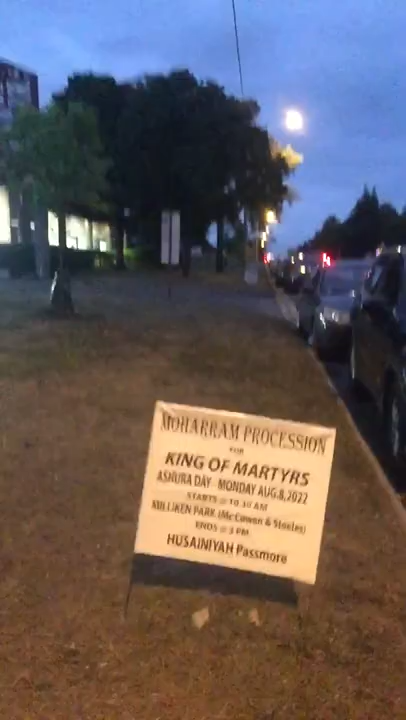 MOHARRAM PROCESSION
FOR
KING OF MARTYRS
ASHURA DAY - MONDAY AUG.8, 2022
STARTS @ 10.30 AM
MILLIKEN PARK (McCowen & Steeles)
ENDS @ 3 PM
HUSAINIYAH Passmore